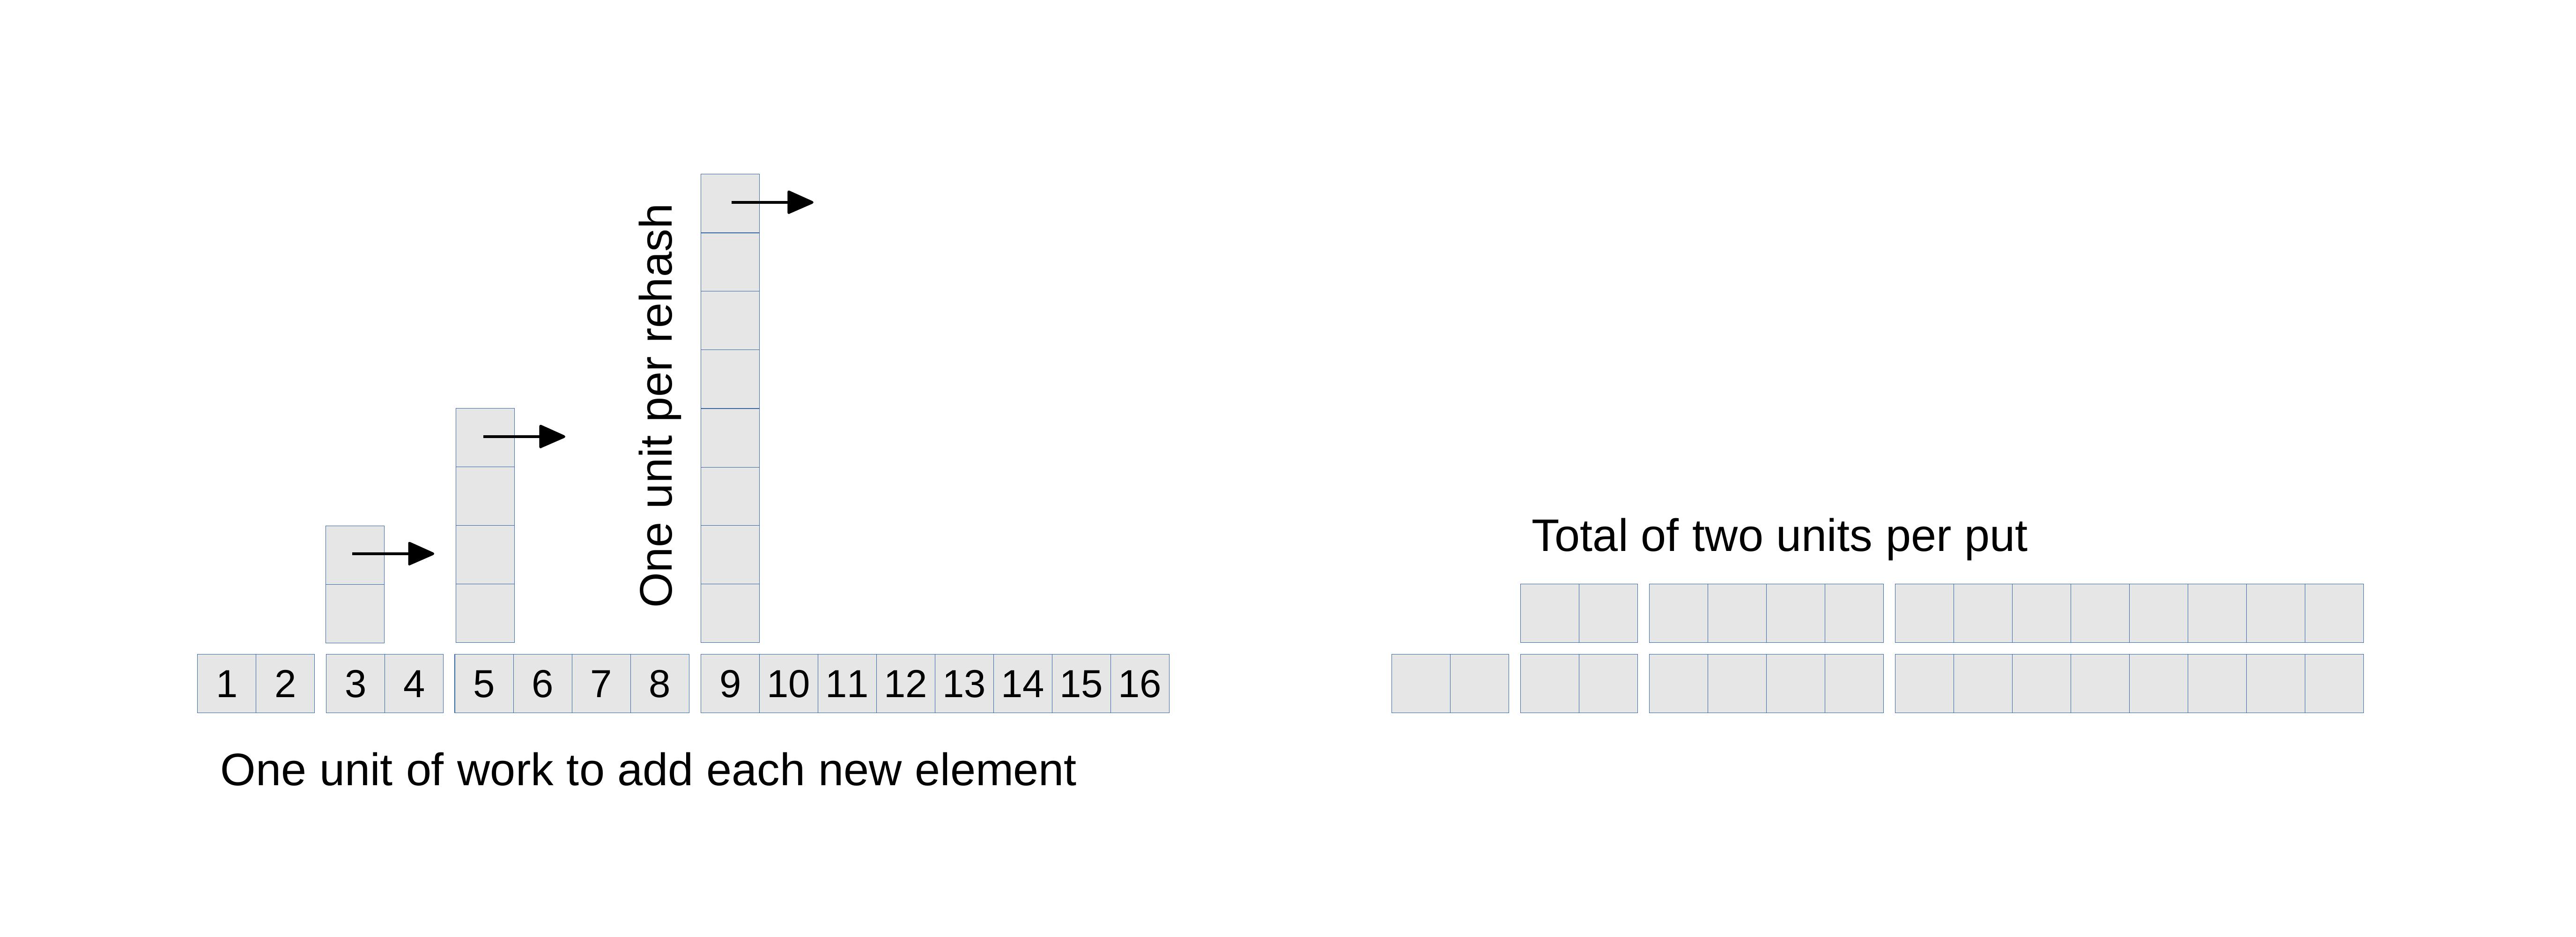 One unit per rehash
Total of two units per put
1 2 3 4 5 6 7 8 9 10 11 12 13 14 15 16
One unit of work to add each new element